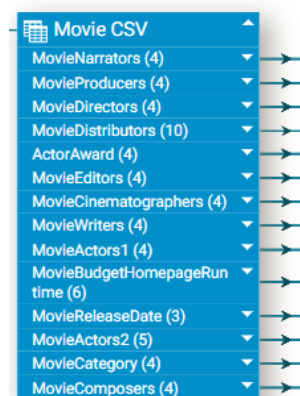 Movie CSV
MovieNarrators (4)
MovieProducers (4)
MovieDirectors (4)
MovieDistributors (10)
ActorAward (4)
MovieEditors (4)
MovieCinematographers (4)
MovieWriters (4)
MovieActors1 (4)
MovieBudgetHomepageRun
time (6)
MovieReleaseDate (3)
MovieActors2 (5)
MovieCategory (4)
MovieComposers (4)